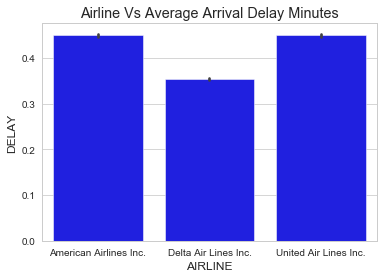 Airline Vs Average Arrival Delay Minutes
DELAY
0.4
0.3
0.2
0.1
0.0
American Airlines Inc. Delta Air Lines Inc. United Air Lines Inc.
AIRLINE